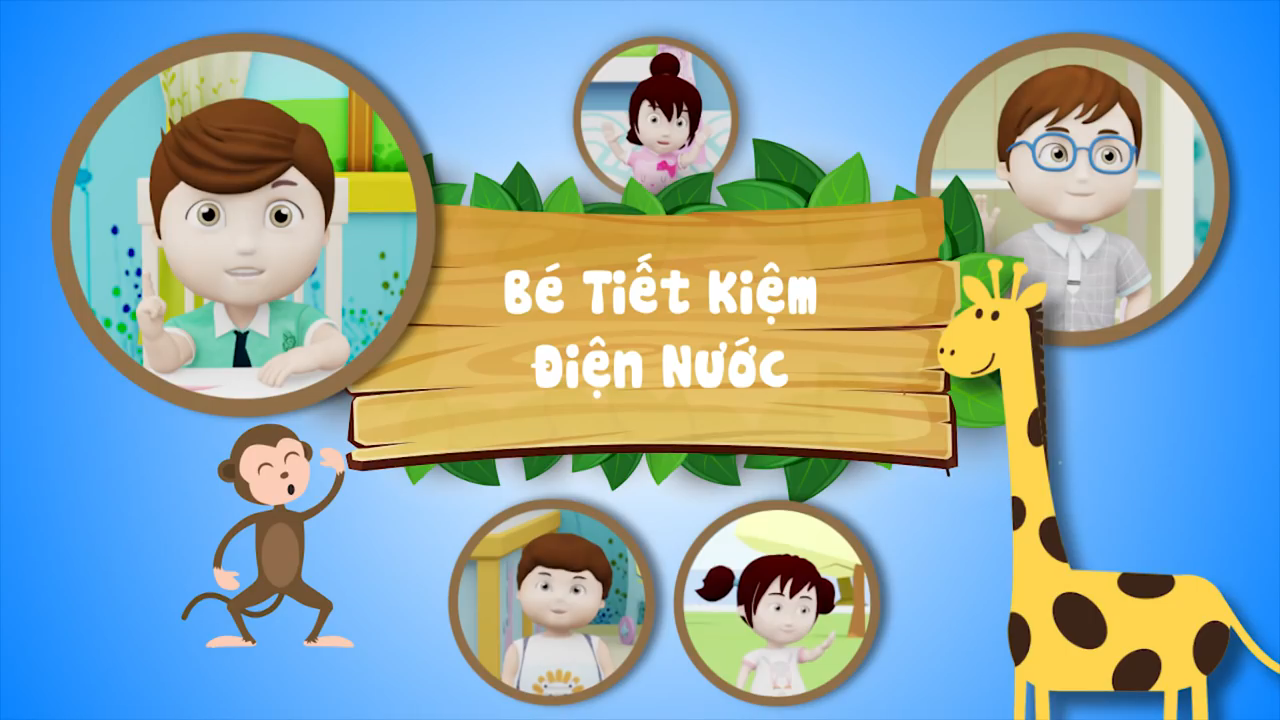 Bé Tiết Kiệm
Điện Nước